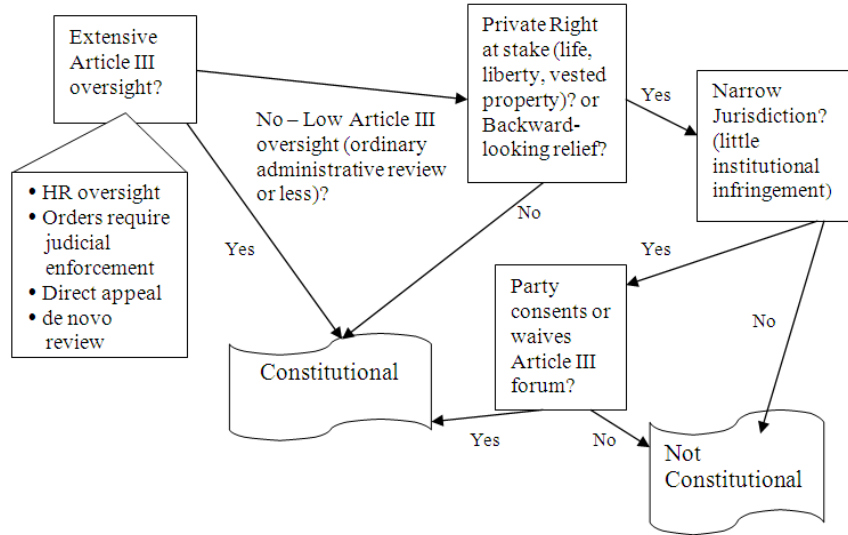 Extensive
Article III
oversight?
• HR oversight
• Orders require
judicial
enforcement
• Direct appeal
• de novo
review
No – Low Article III
oversight (ordinary
administrative review
or less)?
Yes
Private Right
at stake (life,
liberty, vested
property)? or
Backward-
looking relief?
Yes
No
Narrow
Jurisdiction?
(little
institutional
infringement)
Yes
No
Party
consents or
waives
Article III
forum?
Yes
No
Constitutional
Not
Constitutional